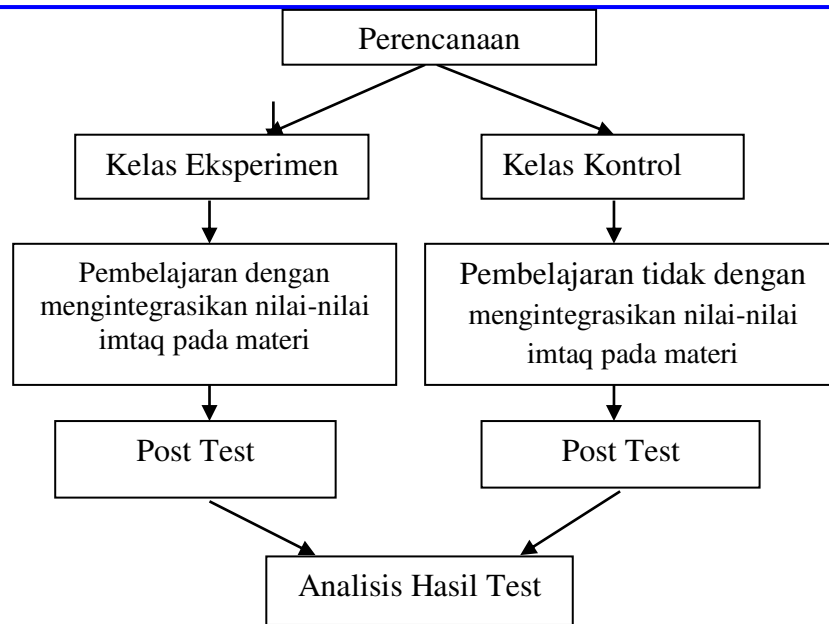 Perencanaan
Kelas Eksperimen
Kelas Kontrol
Pembelajaran dengan
mengintegrasikan nilai-nilai
imtaq pada materi
Pembelajaran tidak dengan
mengintegrasikan nilai-nilai
imtaq pada materi
Post Test
Post Test
Analisis Hasil Test